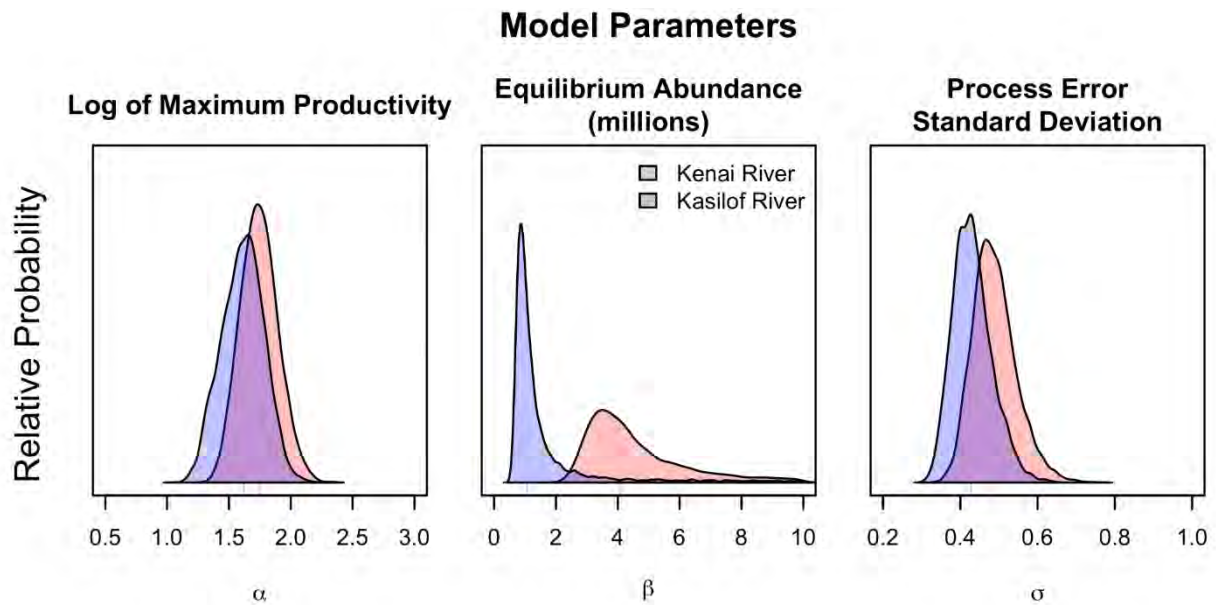 Model Parameters
Log of Maximum Productivity
Equilibrium Abundance
(millions)
Process Error
Standard Deviation
Relative Probability
Kenai River
Kasilof River
0.5 1.0 1.5 2.0 2.5 3.0
0 2 4 6 8 10
0.2 0.4 0.6 0.8 1.0
α
β
σ